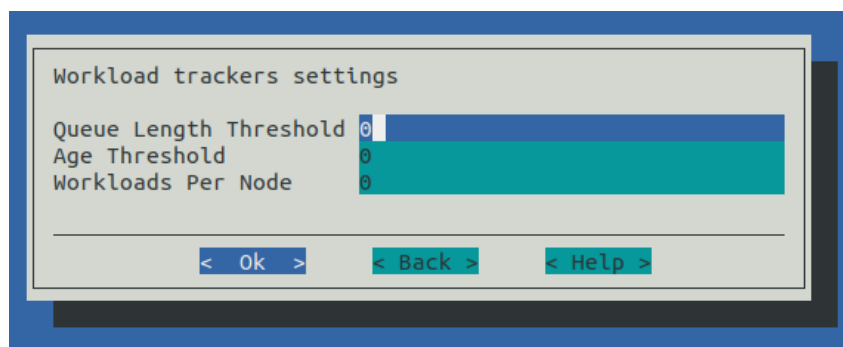 Workload trackers settings
Queue Length Threshold 0
Age Threshold 0
Workloads Per Node 0
< Ok > < Back > < Help >